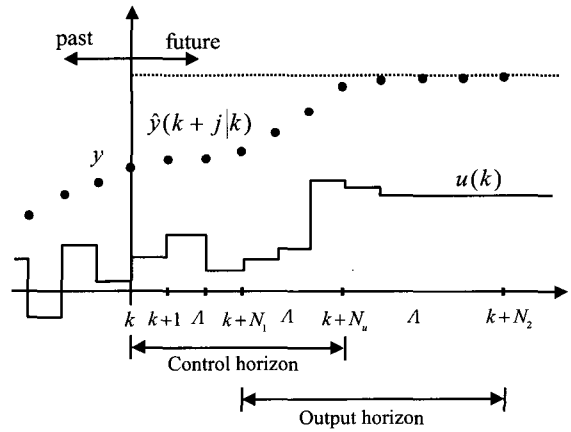 past future
ŷ(k+j|k)
y
u(k)
k k+1 Λ k+N₁ Λ k+Nᵤ Λ k+N₂
Control horizon
Output horizon